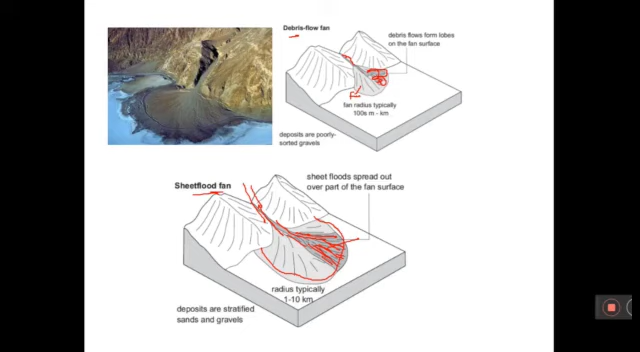 Debris-flow fan
debris flows form lobes
on the fan surface
fan radius typically
100s m - km
deposits are poorly-
sorted gravels
Sheetflood fan
sheet floods spread out
over part of the fan surface
radius typically
1-10 km
deposits are stratified
sands and gravels